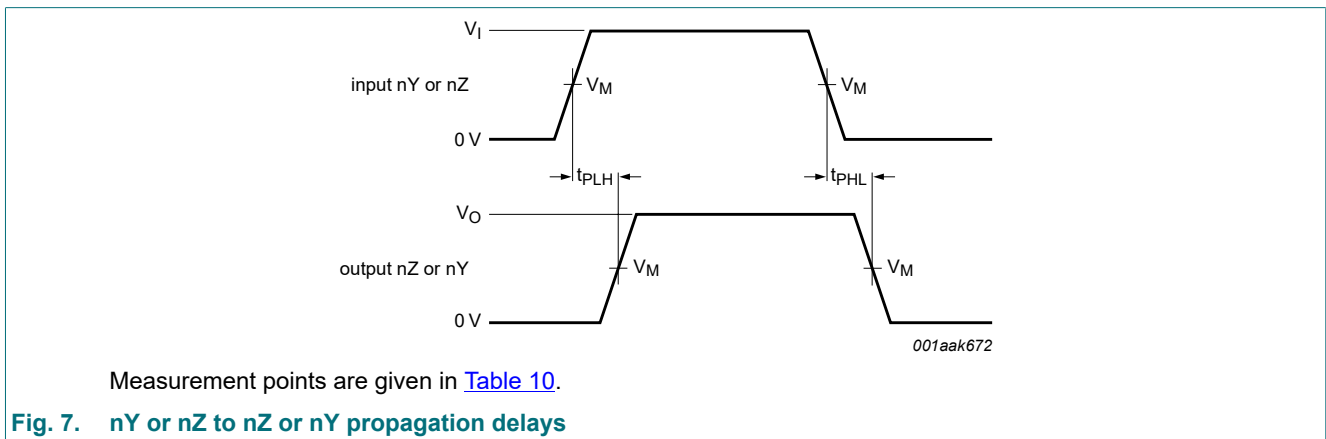 V_I
input nY or nZ
V_M
V_M
0 V
t_PLH
t_PHL
V_O
output nZ or nY
V_M
V_M
0 V
001aak672
Measurement points are given in Table 10.
Fig. 7. nY or nZ to nZ or nY propagation delays